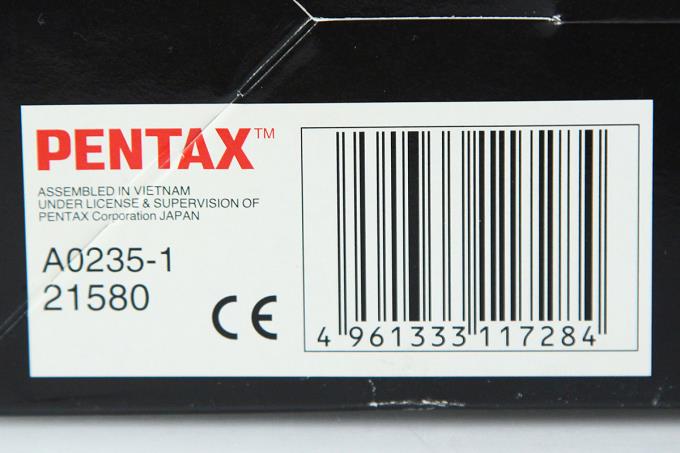 PENTAX™
ASSEMBLED IN VIETNAM
UNDER LICENSE & SUPERVISION OF
PENTAX Corporation JAPAN
A0235-1
21580
CE
4 961333 117284